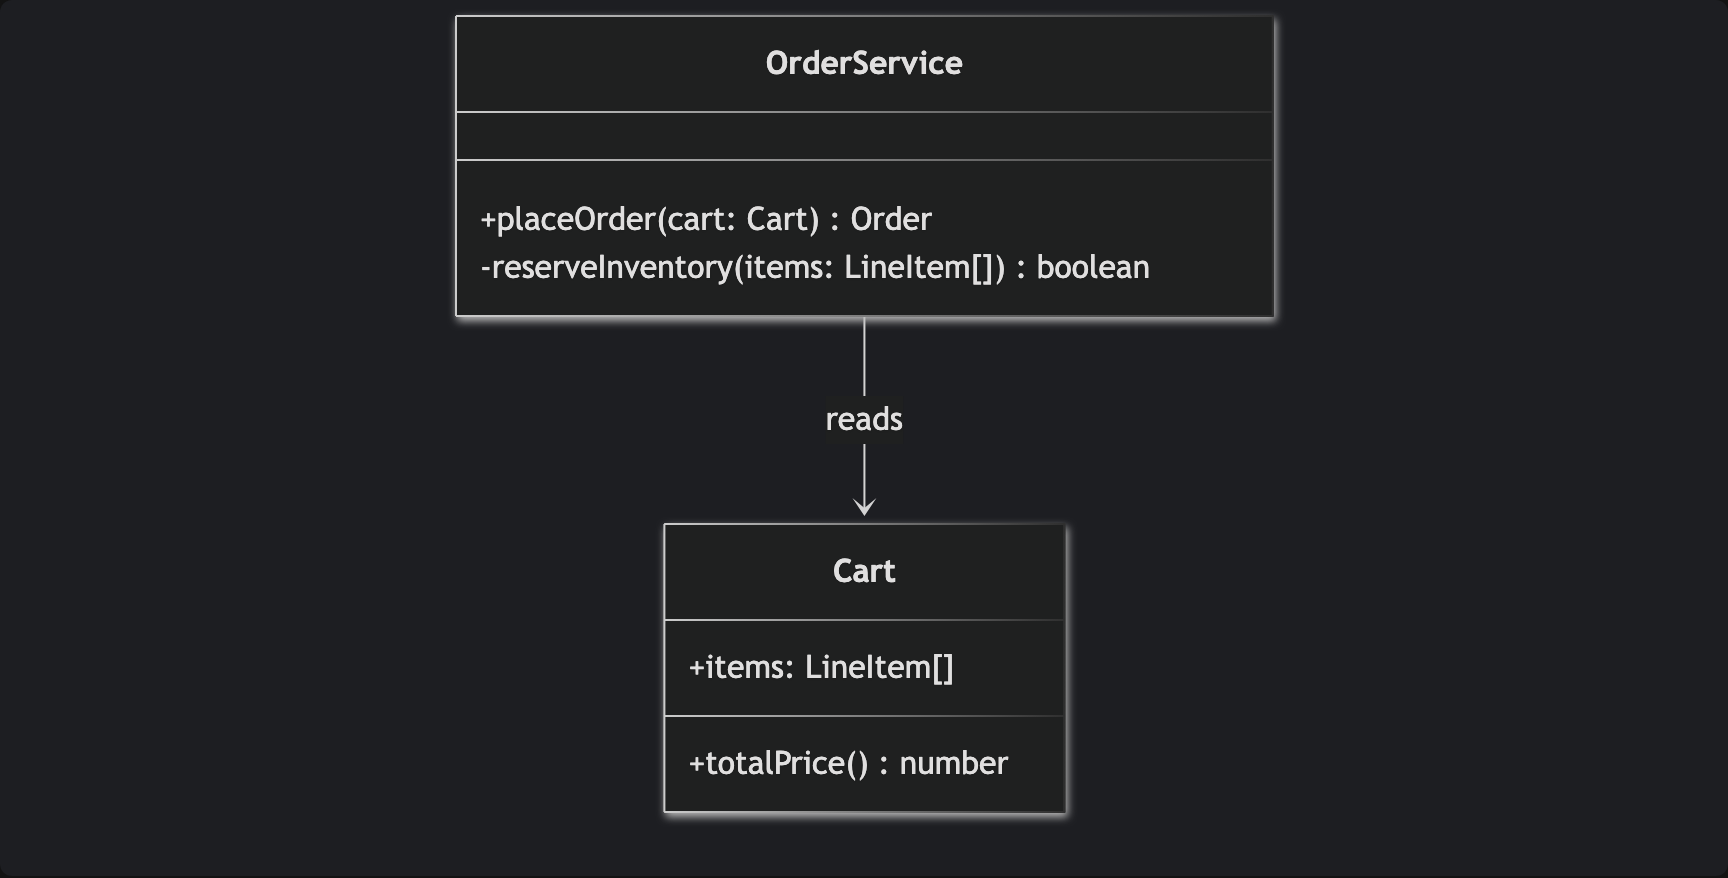 OrderService
+placeOrder(cart: Cart) : Order
-reserveInventory(items: LineItem[]) : boolean
reads
Cart
+items: LineItem[]
+totalPrice() : number